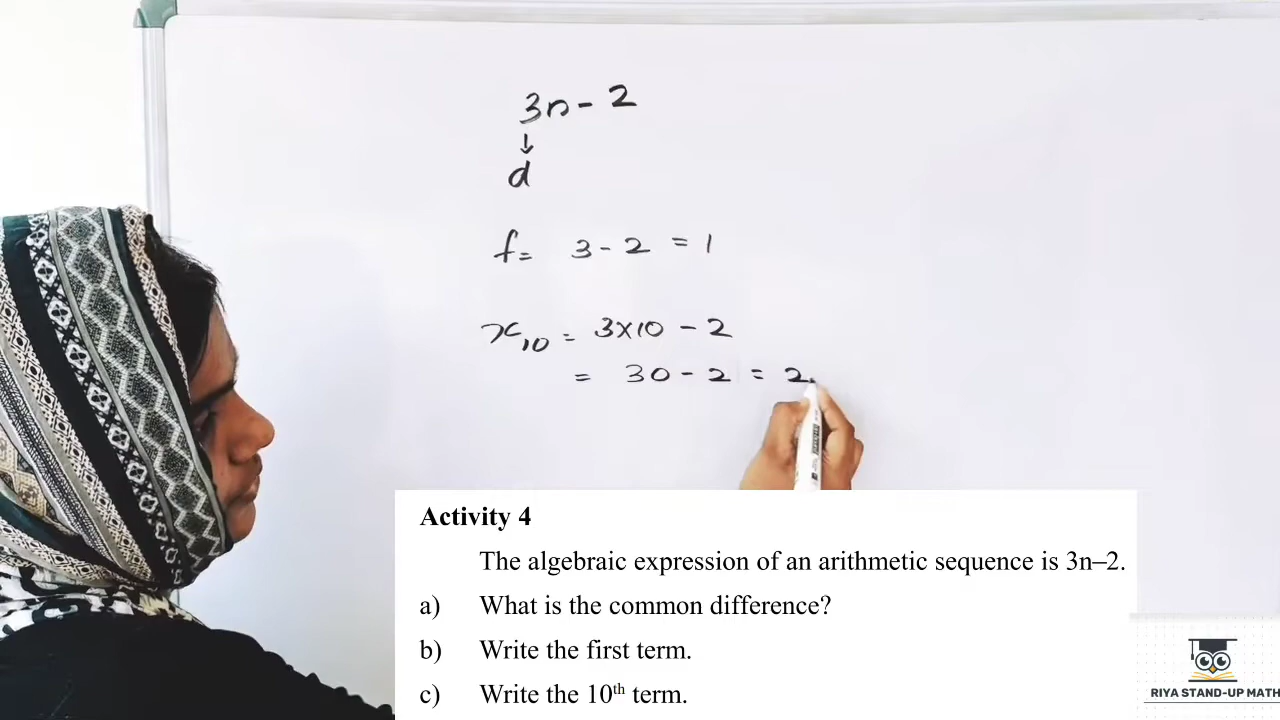 3n - 2
↓
d
f = 3 - 2 = 1
x₁₀ = 3×10 - 2
= 30 - 2 = 2
Activity 4
The algebraic expression of an arithmetic sequence is 3n–2.
a) What is the common difference?
b) Write the first term.
c) Write the 10th term.
RIYA STAND-UP MATH